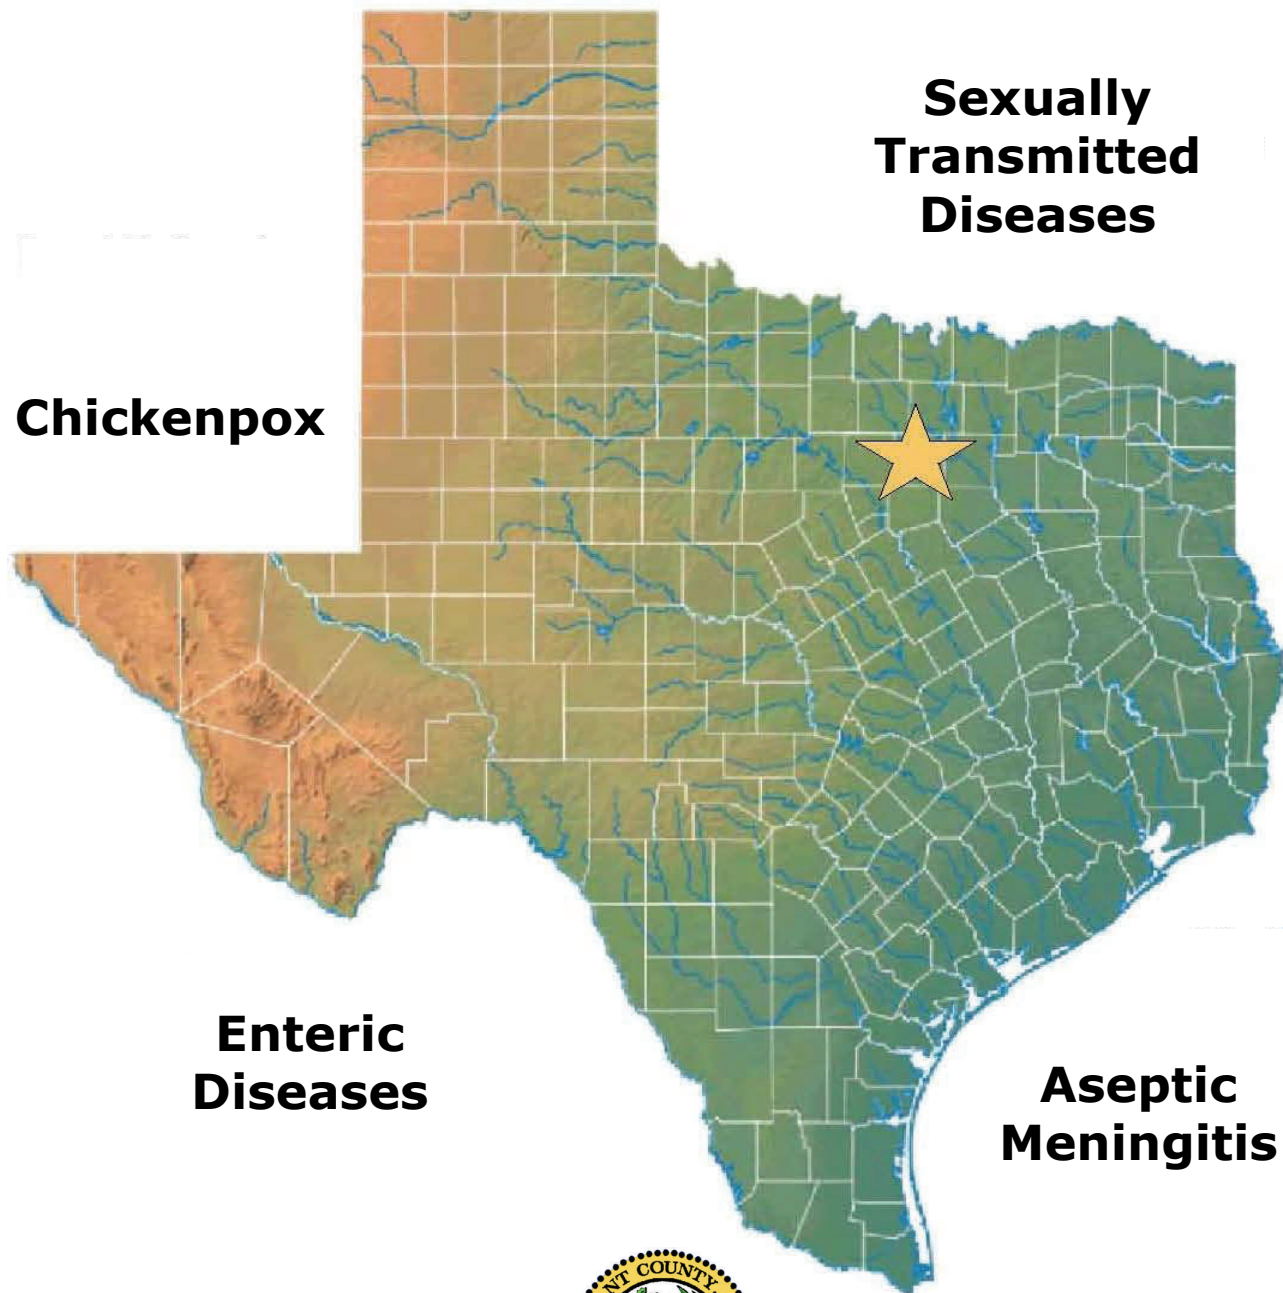 Sexually
Transmitted
Diseases
Chickenpox
Enteric
Diseases
Aseptic
Meningitis
COUNTY